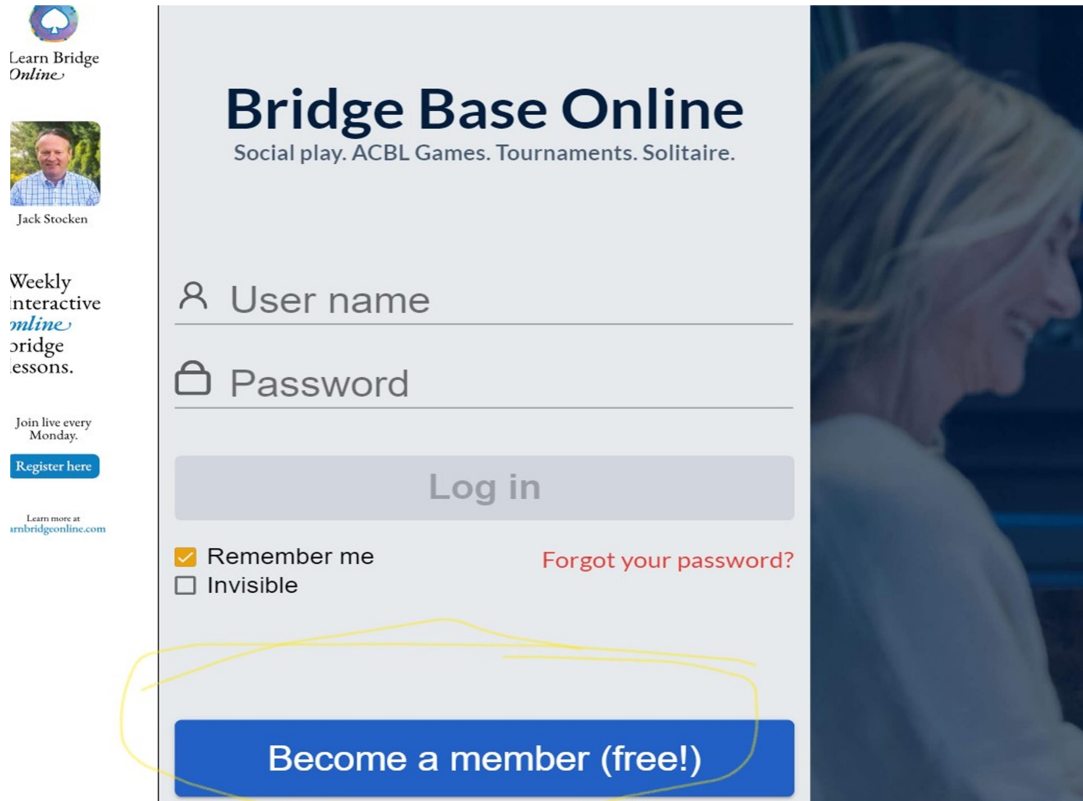 Learn Bridge
Online
Jack Stocken
Weekly
interactive
online
bridge
lessons.
Join live every
Monday.
Register here
Learn more at
arnbridgeonline.com
Bridge Base Online
Social play. ACBL Games. Tournaments. Solitaire.
User name
Password
Log in
Remember me
Forgot your password?
Invisible
Become a member (free!)